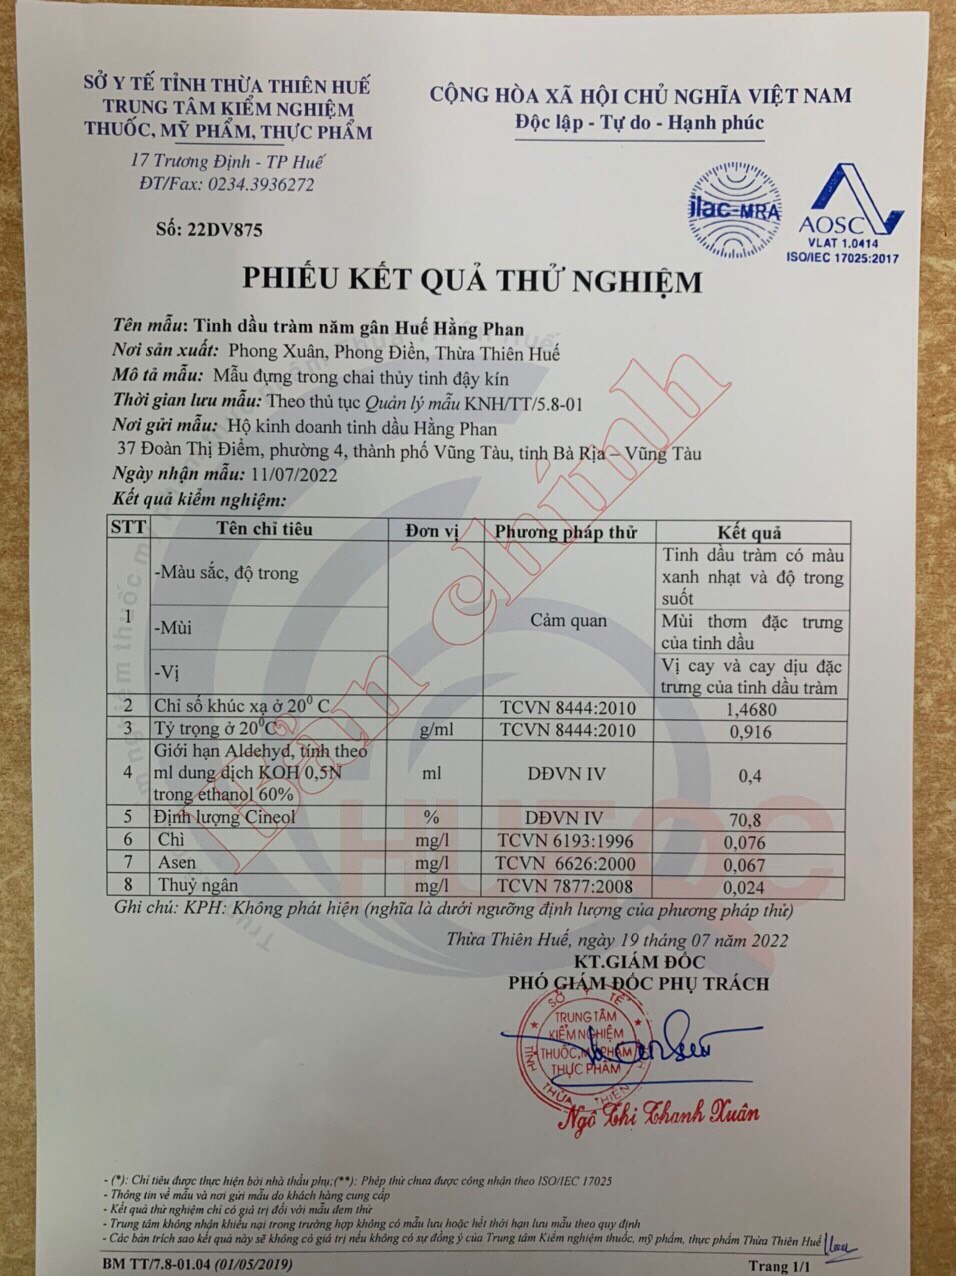 SỞ Y TẾ TỈNH THỪA THIÊN HUẾ
TRUNG TÂM KIỂM NGHIỆM
THUỐC, MỸ PHẨM, THỰC PHẨM
17 Trương Định - TP Huế
ĐT/Fax: 0234.3936272
Số: 22DV875
CỘNG HÒA XÃ HỘI CHỦ NGHĨA VIỆT NAM
Độc lập - Tự do - Hạnh phúc
ilac-MRA
AOSC
VLAT 1.0414
ISO/IEC 17025:2017
PHIẾU KẾT QUẢ THỬ NGHIỆM
Tên mẫu: Tinh dầu tràm năm gân Huế Hằng Phan
Nơi sản xuất: Phong Xuân, Phong Điền, Thừa Thiên Huế
Mô tả mẫu: Mẫu đựng trong chai thủy tinh đậy kín
Thời gian lưu mẫu: Theo thủ tục Quản lý mẫu KNH/TT/5.8-01
Nơi gửi mẫu: Hộ kinh doanh tinh dầu Hằng Phan
37 Đoàn Thị Điểm, phường 4, thành phố Vũng Tàu, tỉnh Bà Rịa – Vũng Tàu
Ngày nhận mẫu: 11/07/2022
Kết quả kiểm nghiệm:
STT Tên chỉ tiêu Đơn vị Phương pháp thử Kết quả
1
-Màu sắc, độ trong
-Mùi
-Vị
Cảm quan
Tinh dầu tràm có màu
xanh nhạt và độ trong
suốt
Mùi thơm đặc trưng
của tinh dầu
Vị cay và cay dịu đặc
trưng của tinh dầu tràm
2 Chỉ số khúc xạ ở 20⁰ C TCVN 8444:2010 1,4680
3 Tỷ trọng ở 20⁰C g/ml TCVN 8444:2010 0,916
4 Giới hạn Aldehyd, tính theo
ml dung dịch KOH 0,5N
trong ethanol 60%
ml DĐVN IV 0,4
5 Định lượng Cineol % DĐVN IV 70,8
6 Chì mg/l TCVN 6193:1996 0,076
7 Asen mg/l TCVN 6626:2000 0,067
8 Thuỷ ngân mg/l TCVN 7877:2008 0,024
Ghi chú: KPH: Không phát hiện (nghĩa là dưới ngưỡng định lượng của phương pháp thử)
Bản chính
HUTQC
Thừa Thiên Huế, ngày 19 tháng 07 năm 2022
KT.GIÁM ĐỐC
PHÓ GIÁM ĐỐC PHỤ TRÁCH
SỞ Y TẾ
TRUNG TÂM
KIỂM NGHIỆM
THUỐC, MỸ PHẨM
THỰC PHẨM
TỈNH THỪA THIÊN
Ngô Thị Thanh Xuân
- (*): Chỉ tiêu được thực hiện bởi nhà thầu phụ;(**): Phép thử chưa được công nhận theo ISO/IEC 17025
- Thông tin về mẫu và nơi gửi mẫu do khách hàng cung cấp
- Kết quả thử nghiệm chỉ có giá trị đối với mẫu đem thử
- Trung tâm không nhận khiếu nại trong trường hợp không có mẫu lưu hoặc hết thời hạn lưu mẫu theo quy định
- Các bản trích sao kết quả này sẽ không có giá trị nếu không có sự đồng ý của Trung tâm Kiểm nghiệm thuốc, mỹ phẩm, thực phẩm Thừa Thiên Huế
BM TT/7.8-01.04 (01/05/2019)
Trang 1/1